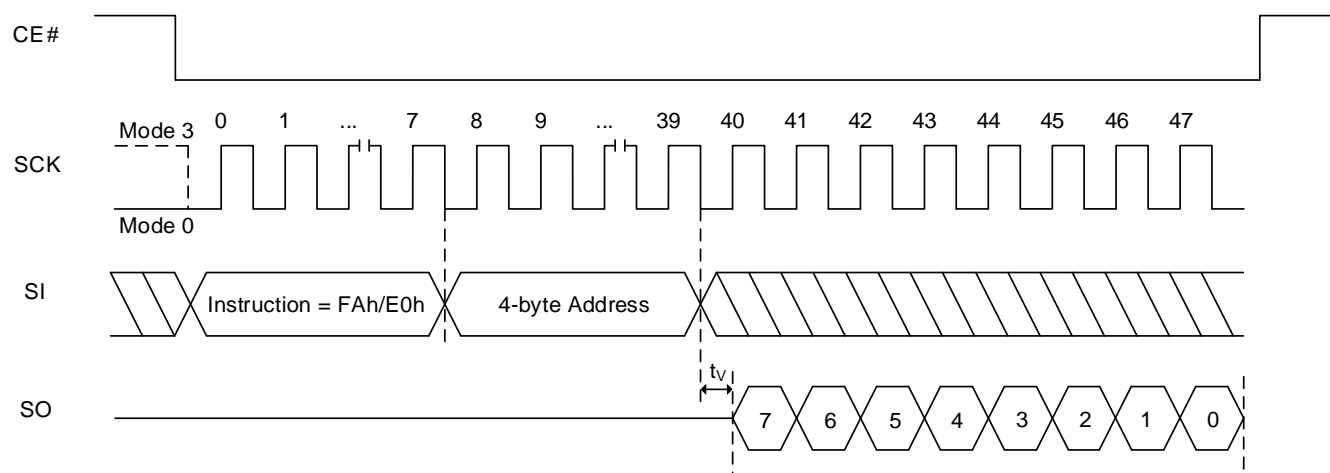 CE#
Mode 3
0 1 ... 7 8 9 ... 39 40 41 42 43 44 45 46 47
SCK
Mode 0
SI
Instruction = FAh/E0h
4-byte Address
tV
SO
7 6 5 4 3 2 1 0